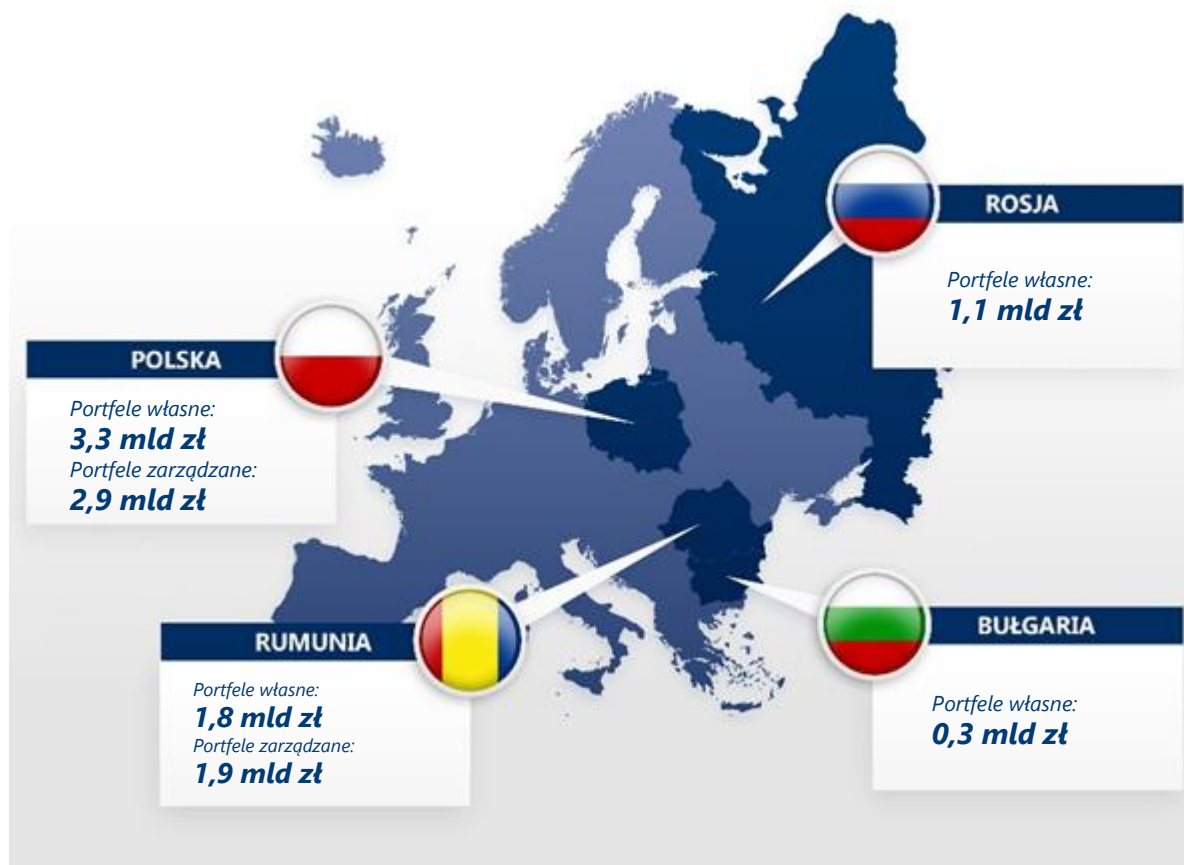 ROSJA
Portfele własne:
1,1 mld zł
POLSKA
Portfele własne:
3,3 mld zł
Portfele zarządzane:
2,9 mld zł
RUMUNIA
Portfele własne:
1,8 mld zł
Portfele zarządzane:
1,9 mld zł
BUŁGARIA
Portfele własne:
0,3 mld zł